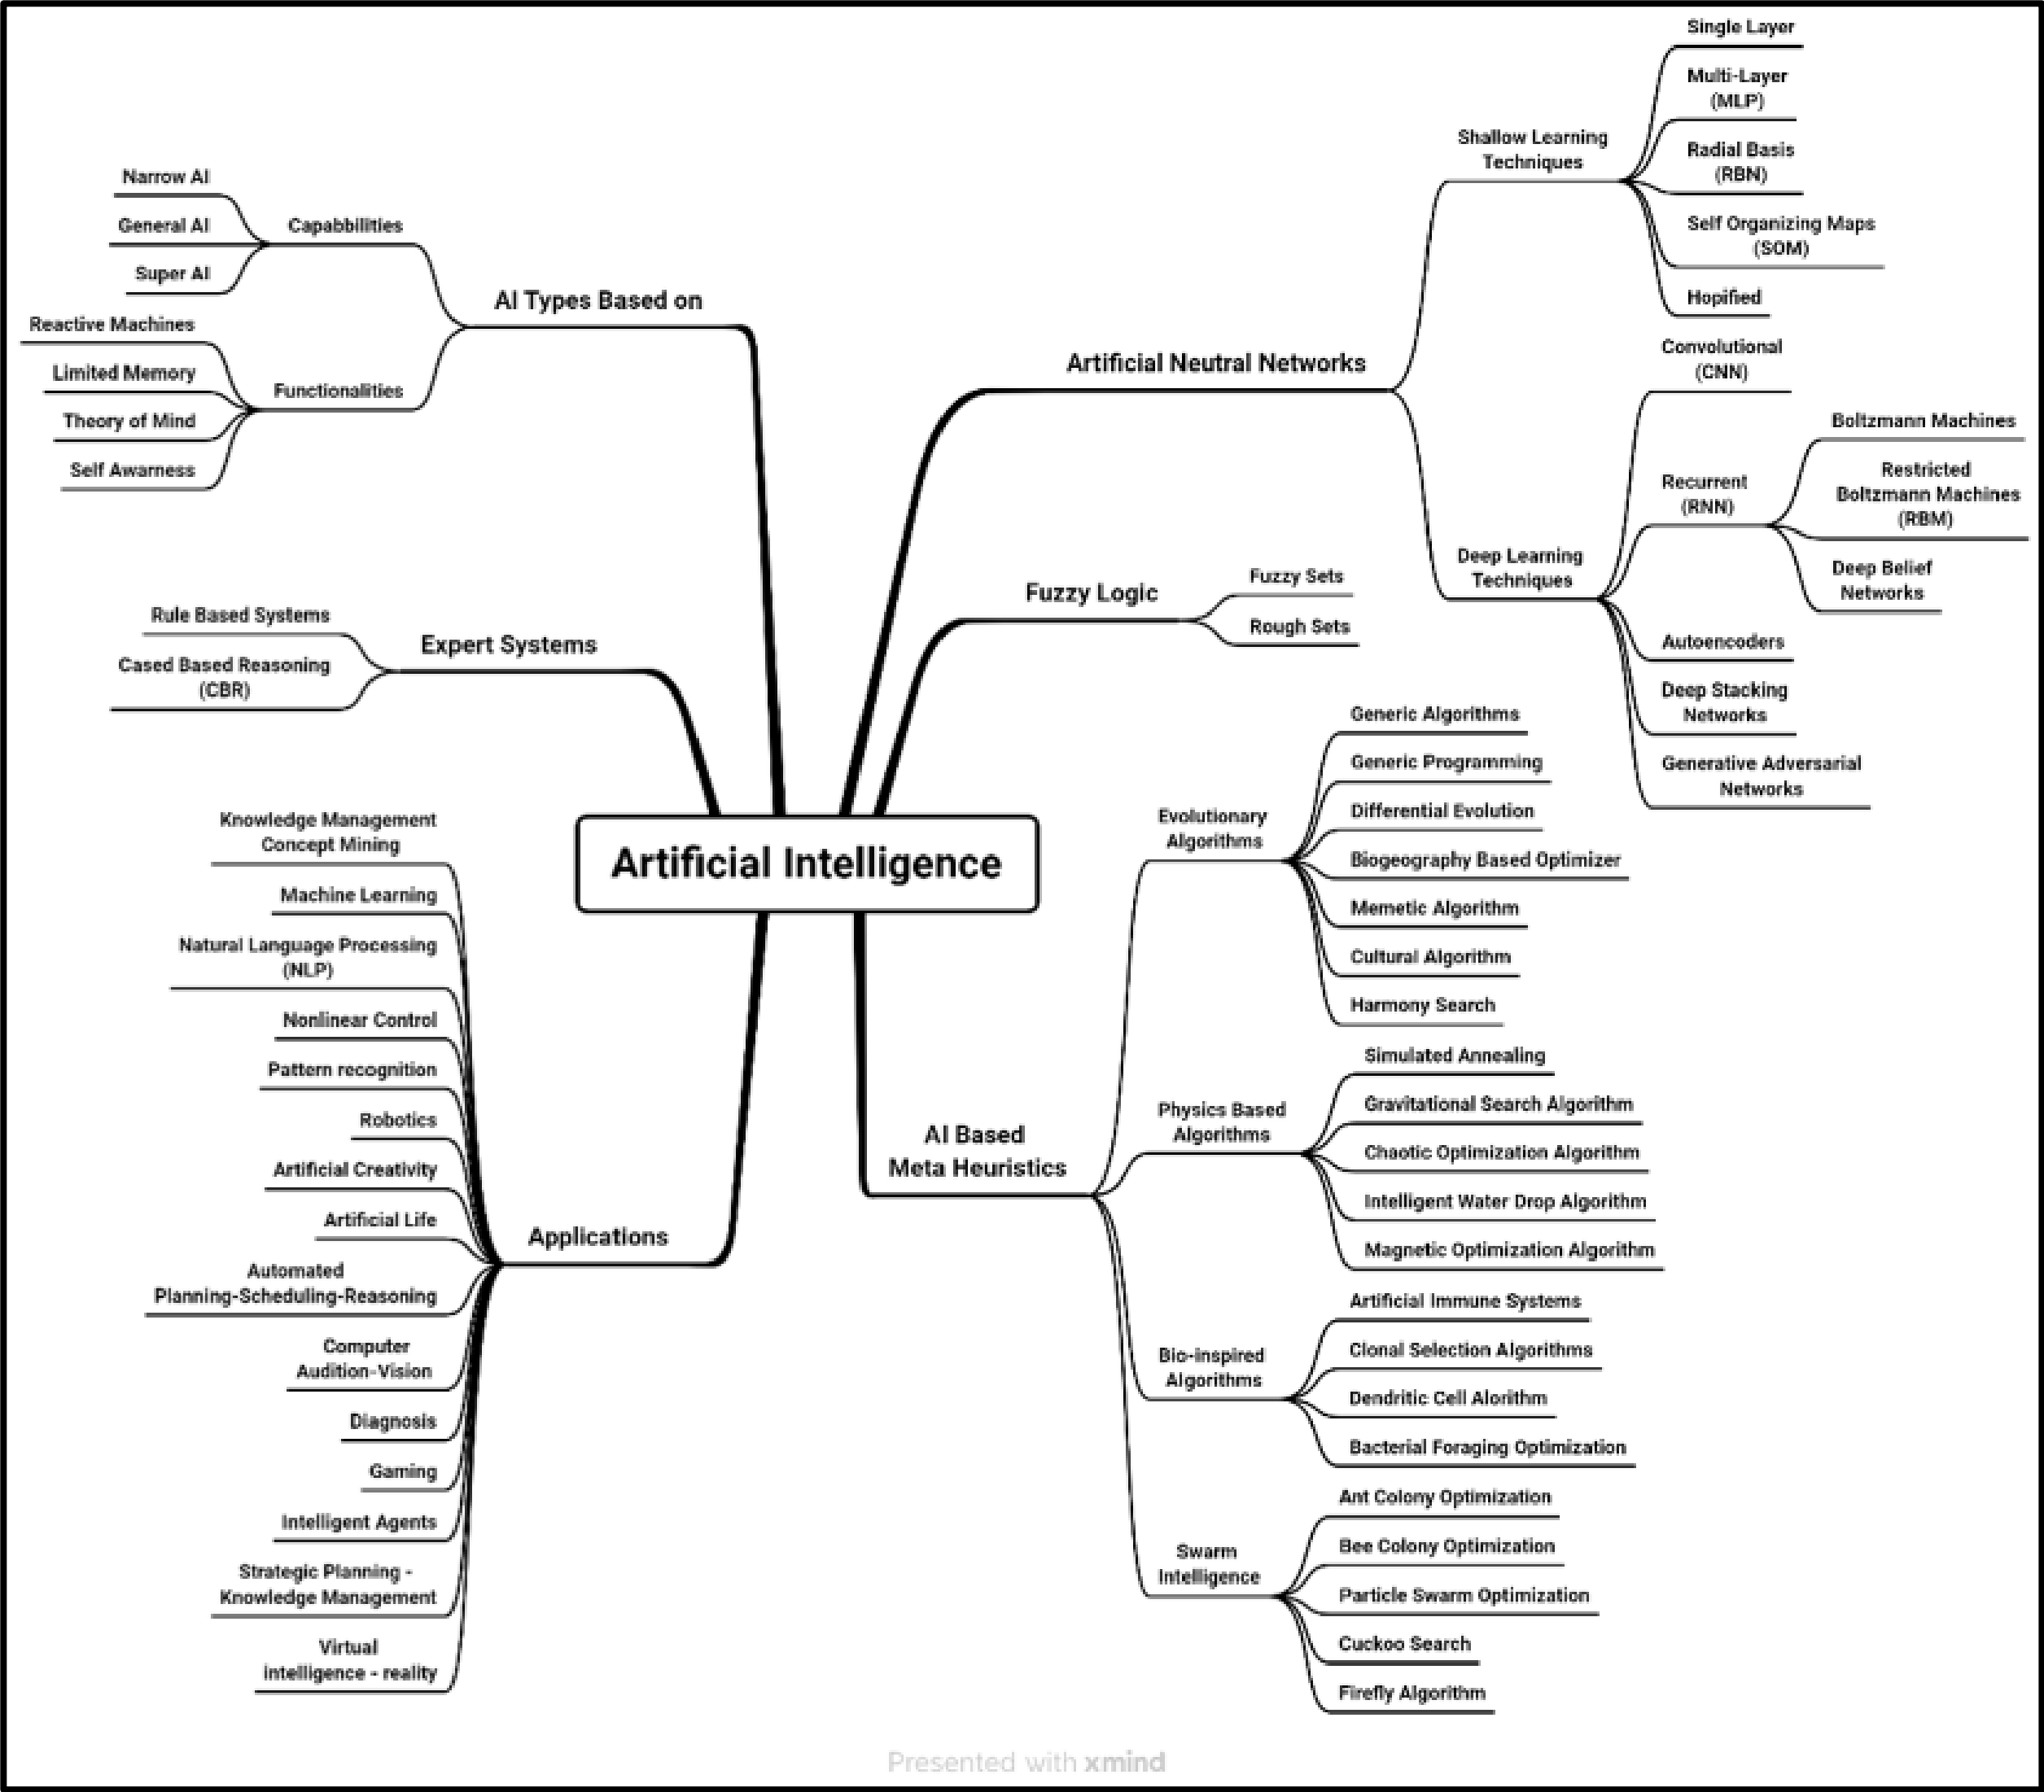 Artificial Intelligence
AI Types Based on
Capabbilities
Narrow AI
General AI
Super AI
Functionalities
Reactive Machines
Limited Memory
Theory of Mind
Self Awarness
Expert Systems
Rule Based Systems
Cased Based Reasoning
(CBR)
Applications
Knowledge Management
Concept Mining
Machine Learning
Natural Language Processing
(NLP)
Nonlinear Control
Pattern recognition
Robotics
Artificial Creativity
Artificial Life
Automated
Planning-Scheduling-Reasoning
Computer
Audition-Vision
Diagnosis
Gaming
Intelligent Agents
Strategic Planning -
Knowledge Management
Virtual
intelligence - reality
Artificial Neutral Networks
Shallow Learning
Techniques
Single Layer
Multi-Layer
(MLP)
Radial Basis
(RBN)
Self Organizing Maps
(SOM)
Hopified
Deep Learning
Techniques
Convolutional
(CNN)
Recurrent
(RNN)
Boltzmann Machines
Restricted
Boltzmann Machines
(RBM)
Deep Belief
Networks
Autoencoders
Deep Stacking
Networks
Generative Adversarial
Networks
Fuzzy Logic
Fuzzy Sets
Rough Sets
AI Based
Meta Heuristics
Evolutionary
Algorithms
Generic Algorithms
Generic Programming
Differential Evolution
Biogeography Based Optimizer
Memetic Algorithm
Cultural Algorithm
Harmony Search
Physics Based
Algorithms
Simulated Annealing
Gravitational Search Algorithm
Chaotic Optimization Algorithm
Intelligent Water Drop Algorithm
Magnetic Optimization Algorithm
Bio-inspired
Algorithms
Artificial Immune Systems
Clonal Selection Algorithms
Dendritic Cell Alorithm
Bacterial Foraging Optimization
Swarm
Intelligence
Ant Colony Optimization
Bee Colony Optimization
Particle Swarm Optimization
Cuckoo Search
Firefly Algorithm
Presented with xmind